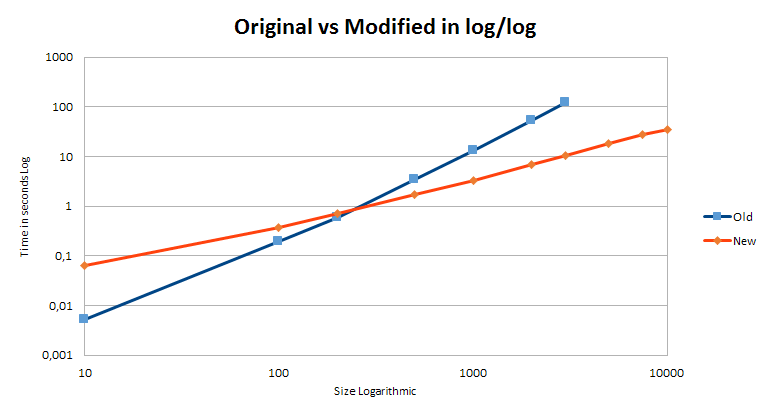 Original vs Modified in log/log
1000
100
10
1
0,1
0,01
0,001
Time in seconds Log
10
100
1000
10000
Size Logarithmic
Old
New